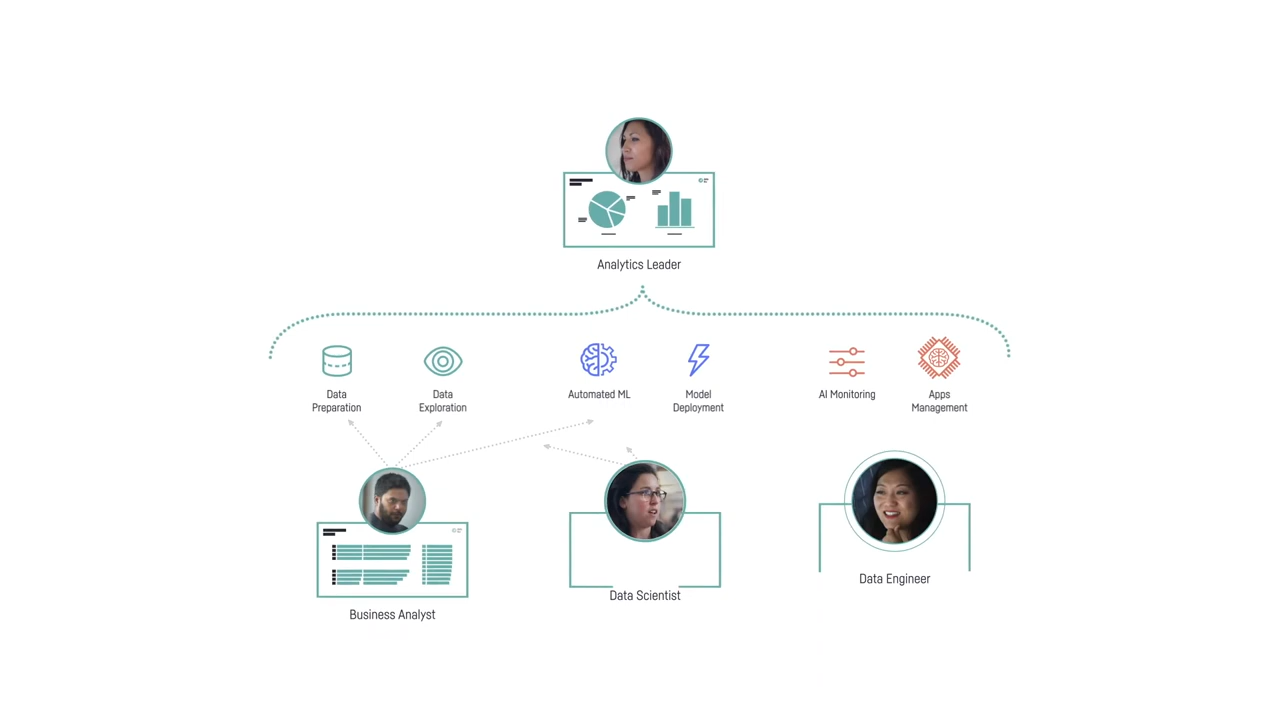 Analytics Leader
Data
Preparation
Data
Exploration
Automated ML
Model
Deployment
AI Monitoring
Apps
Management
Business Analyst
Data Scientist
Data Engineer